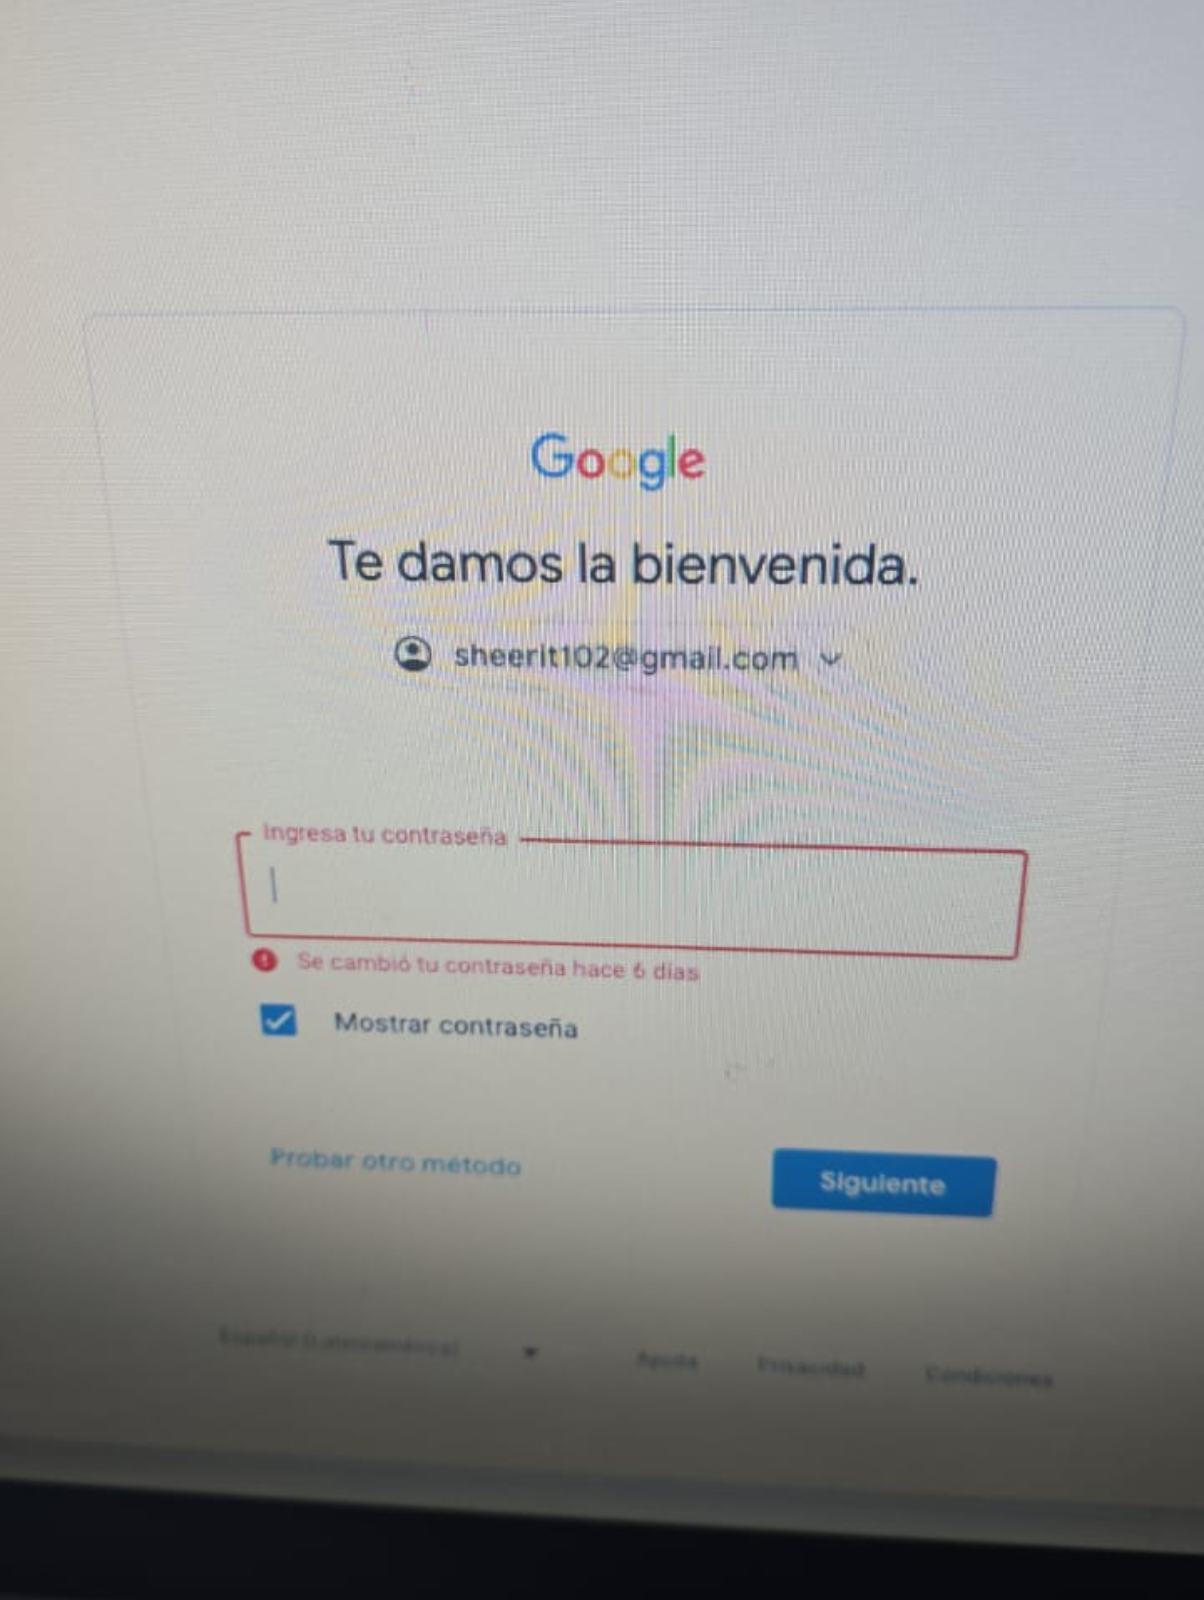 Google
Te damos la bienvenida.
sheerit102@gmail.com
Ingresa tu contraseña
Se cambió tu contraseña hace 6 días
Mostrar contraseña
Probar otro método
Siguiente
Español (Latinoamérica)
Ayuda
Privacidad
Condiciones